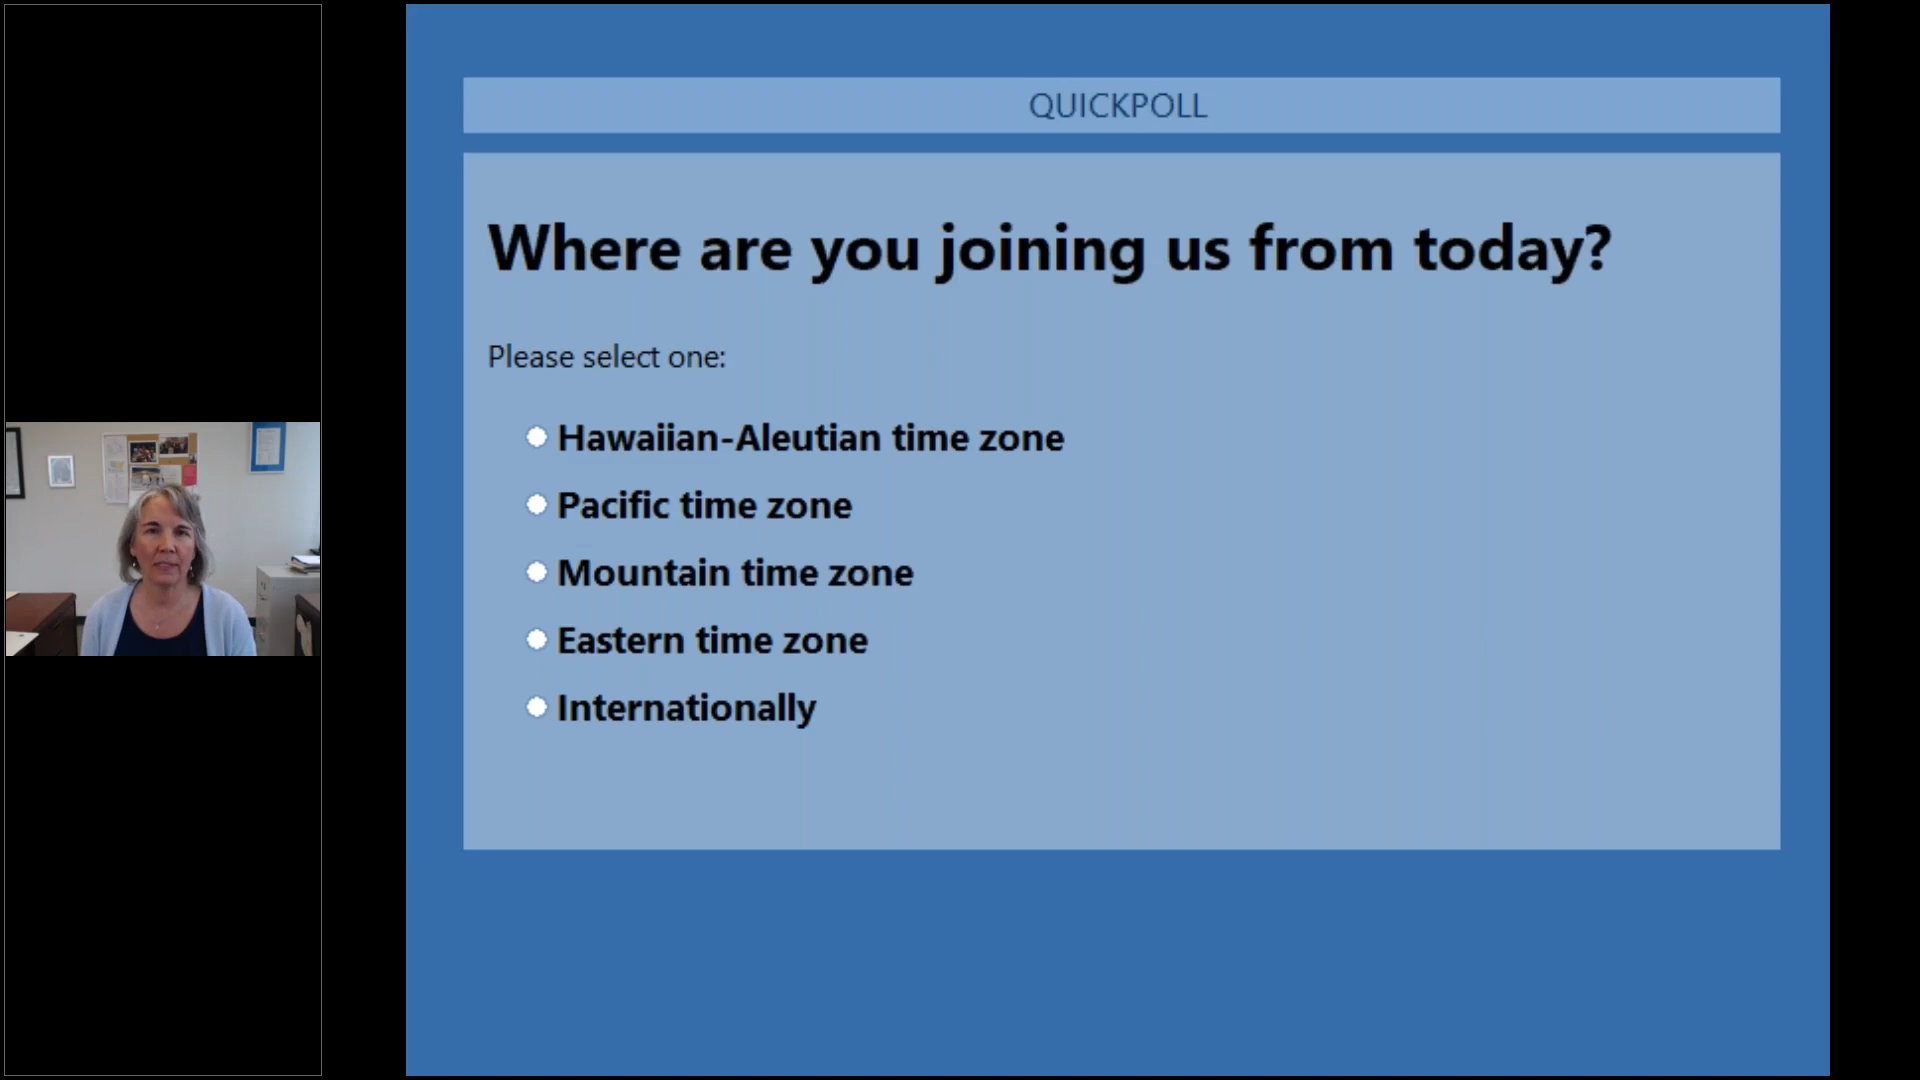 QUICKPOLL
Where are you joining us from today?
Please select one:
Hawaiian-Aleutian time zone
Pacific time zone
Mountain time zone
Eastern time zone
Internationally